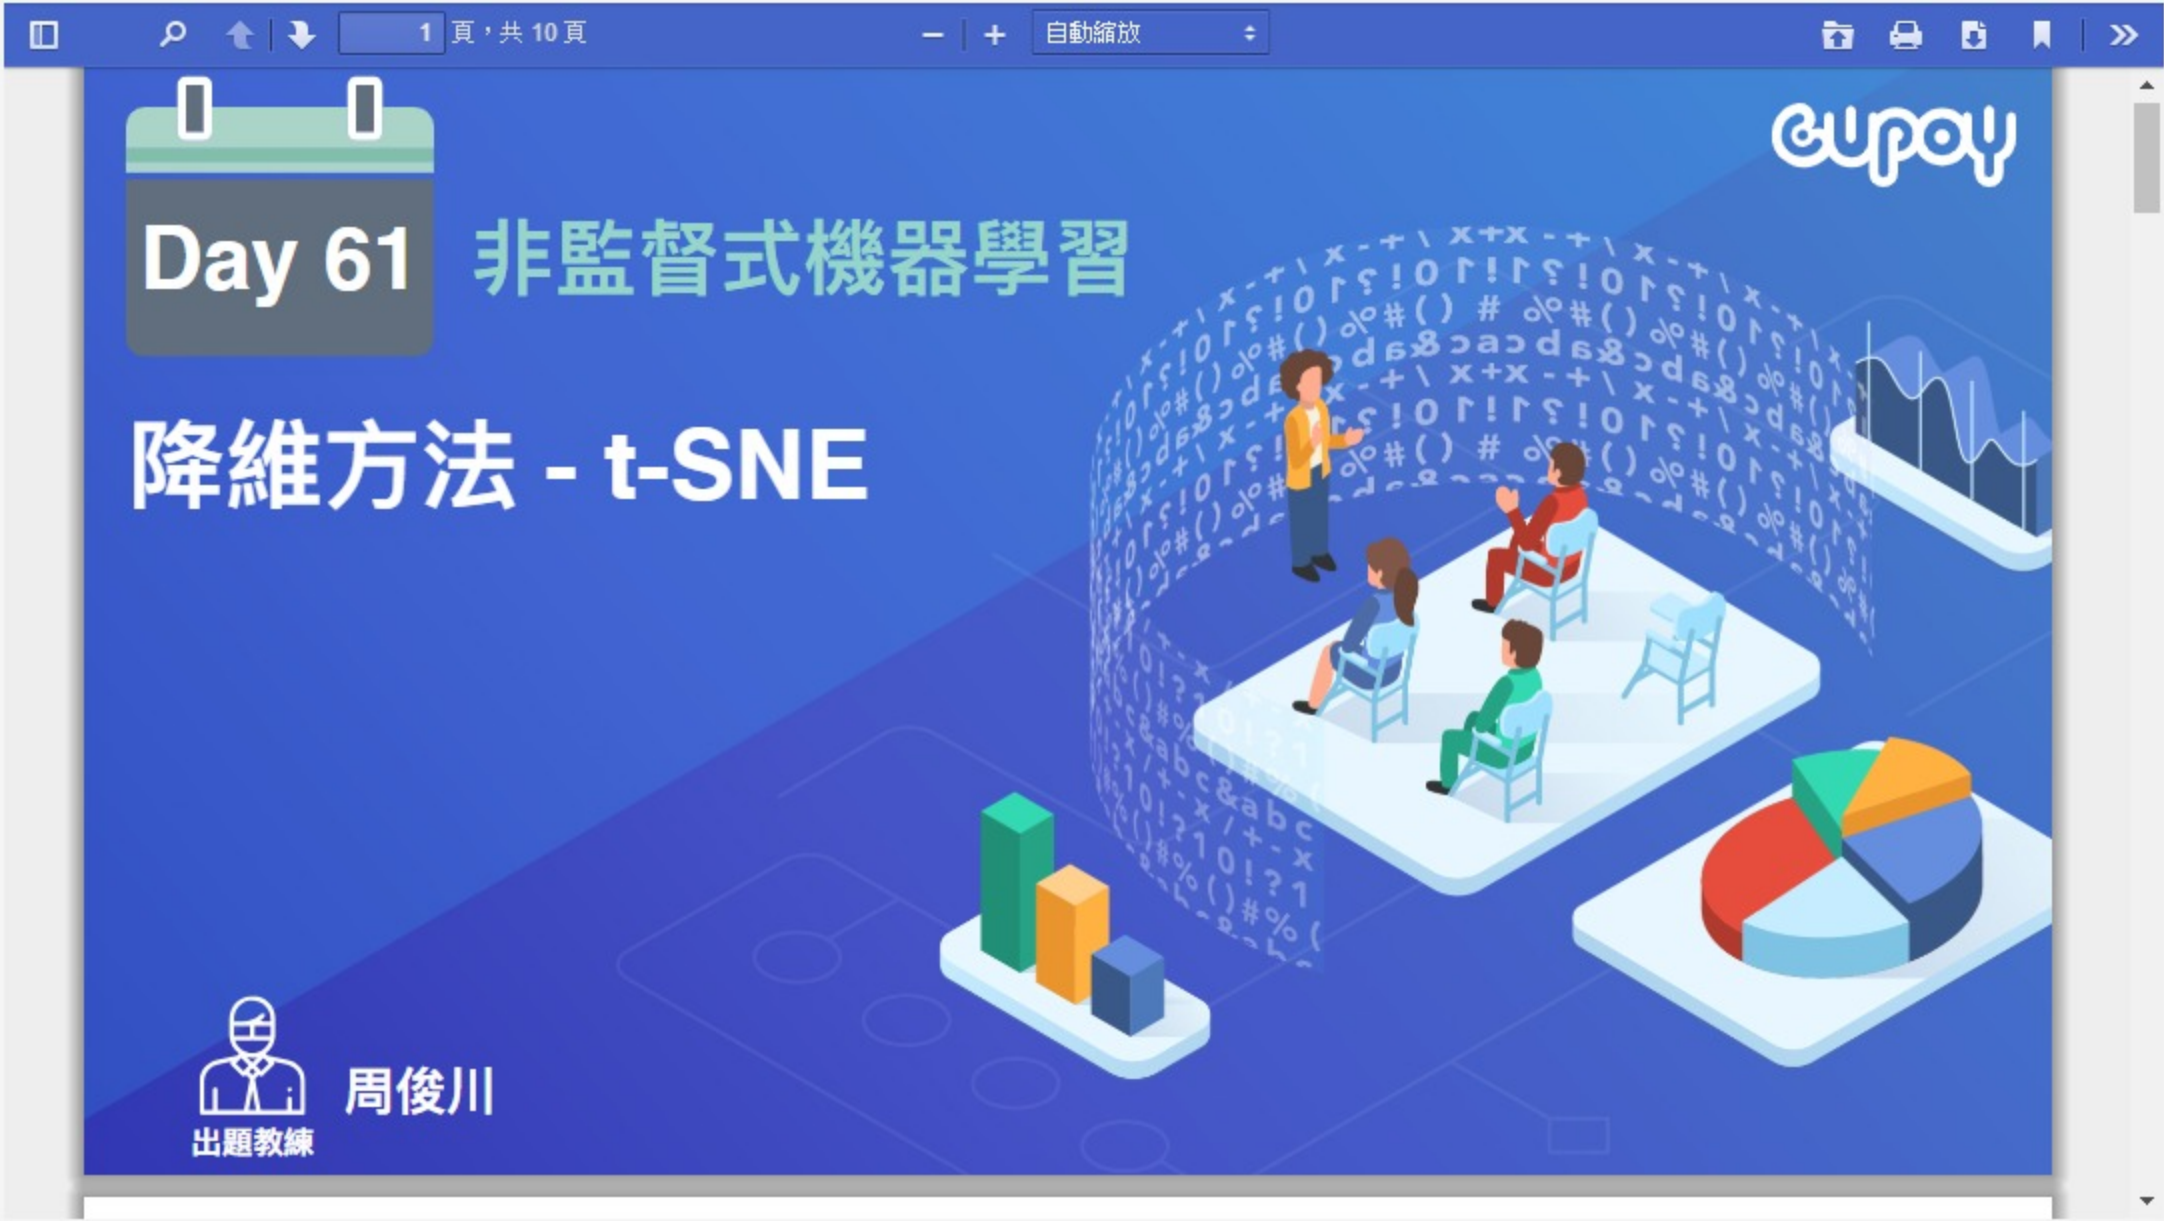 1 頁，共 10 頁
自動縮放
cupoy
Day 61
非監督式機器學習
降維方法 - t-SNE
周俊川
出題教練